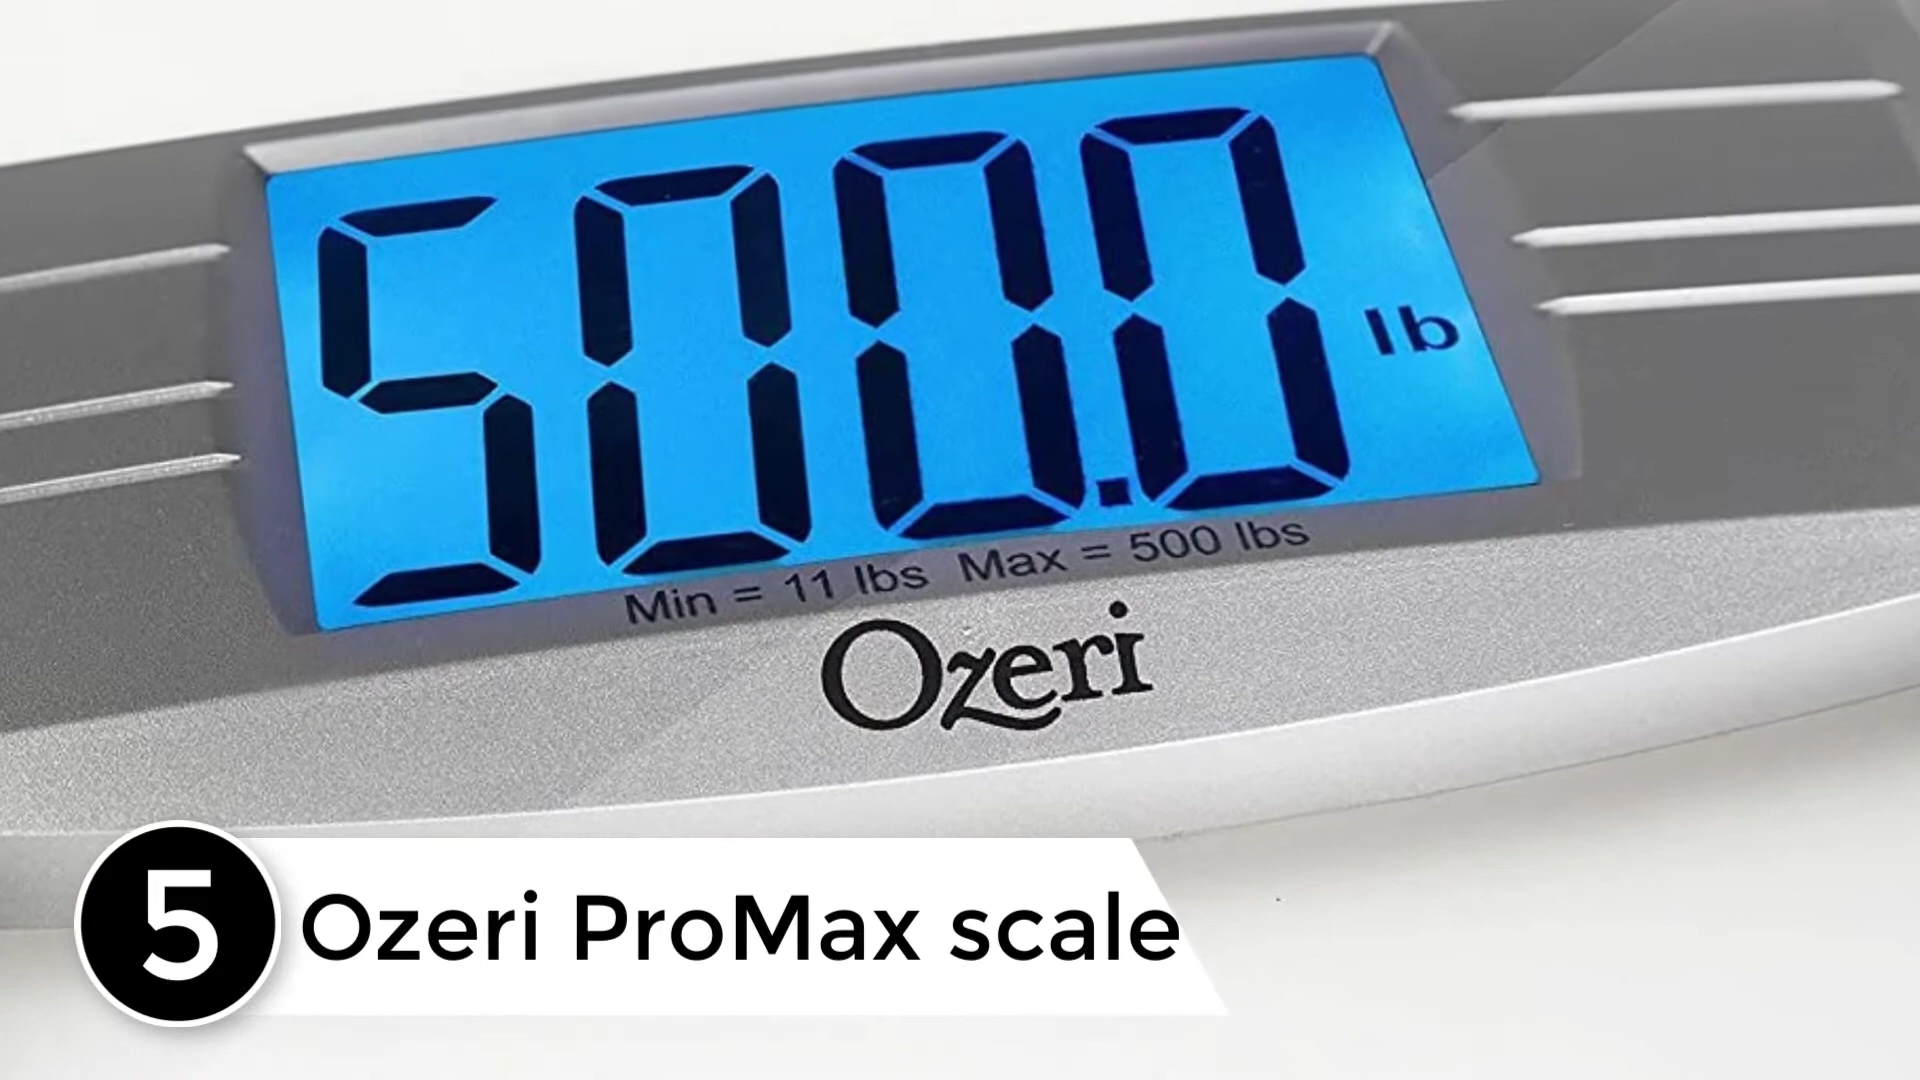 500.0 lb
Min = 11 lbs Max = 500 lbs
Ozeri
5 Ozeri ProMax scale